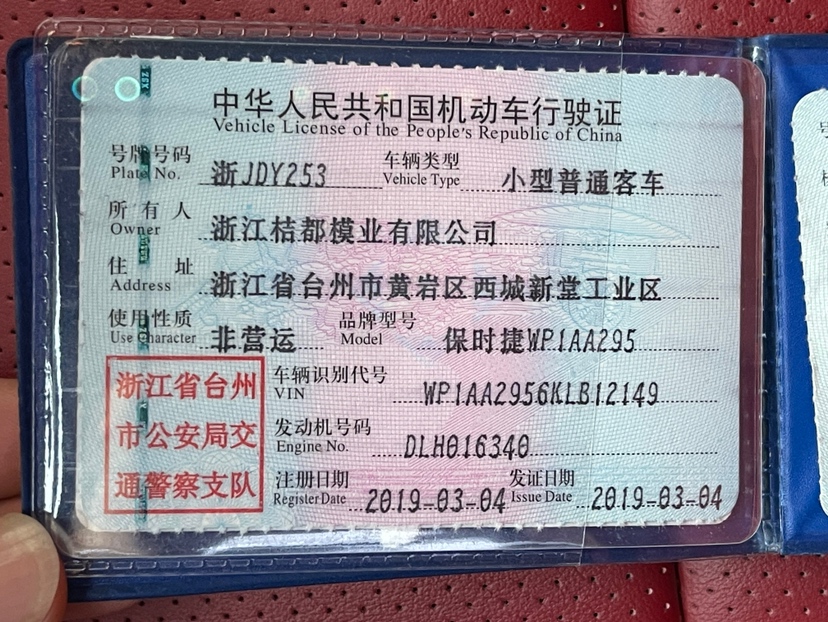 中华人民共和国机动车行驶证
Vehicle License of the People's Republic of China
号牌号码 浙JDY253 车辆类型 小型普通客车
Plate No. Vehicle Type
所有人 浙江桔都模业有限公司
Owner
住址 浙江省台州市黄岩区西城新堂工业区
Address
使用性质 非营运 品牌型号 保时捷WP1AA295
Use Character Model
浙江省台州
市公安局交
通警察支队
车辆识别代号 WP1AA2956KLB12149
VIN
发动机号码 DLH016340
Engine No.
注册日期 2019-03-04 发证日期 2019-03-04
Register Date Issue Date